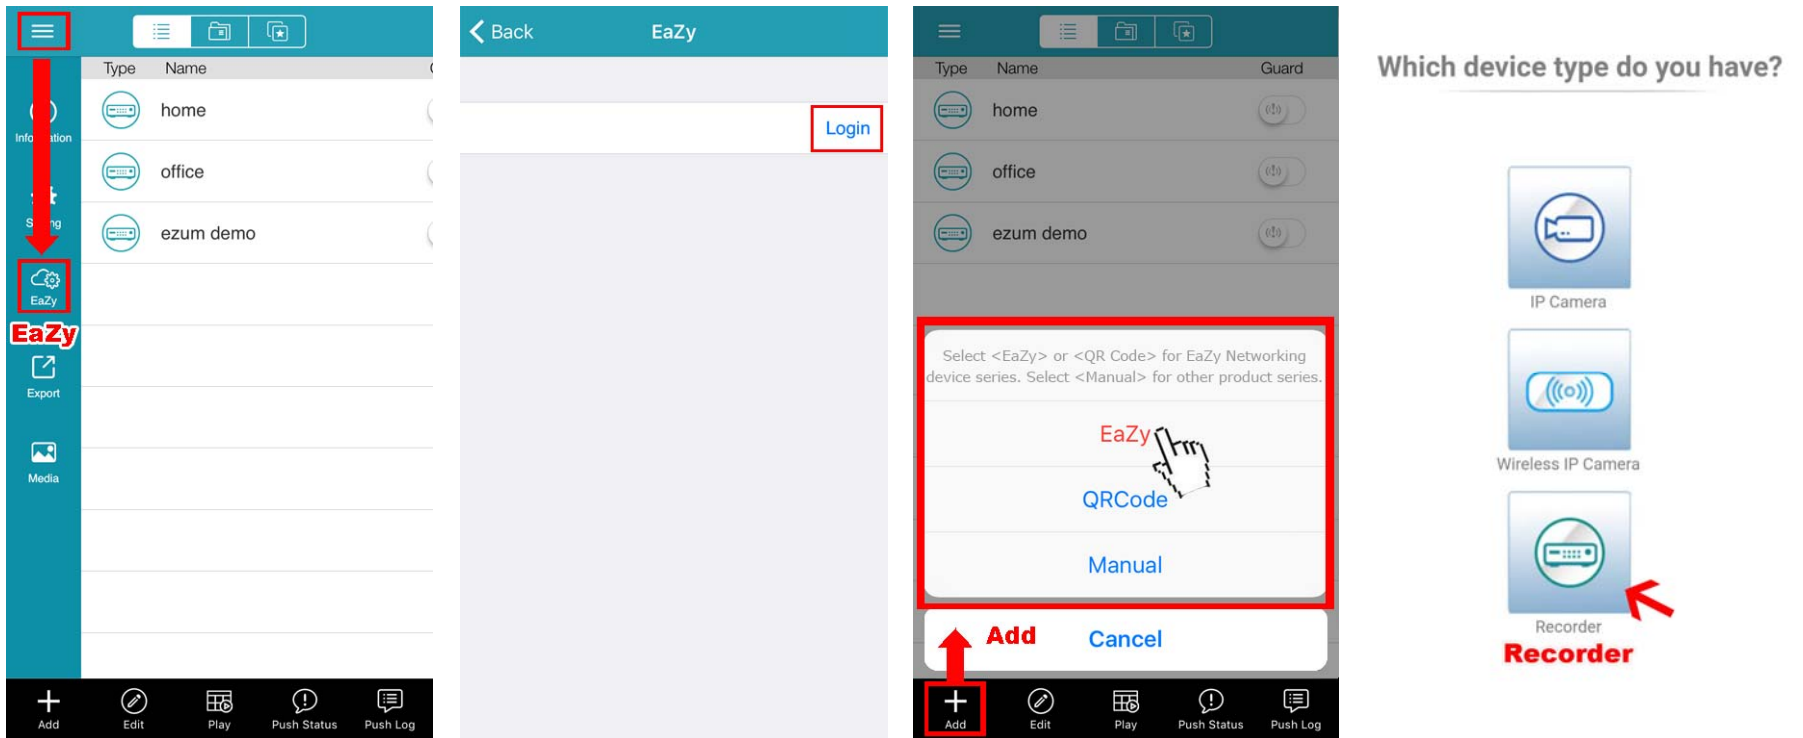 Type Name
home
Information
office
Setting
ezum demo
EaZy
EaZy
Export
Media
Add Edit Play Push Status Push Log
Back EaZy
Login
Type Name Guard
home
office
ezum demo
Select <EaZy> or <QR Code> for EaZy Networking
device series. Select <Manual> for other product series.
EaZy
QRCode
Manual
Add Cancel
Add Edit Play Push Status Push Log
Which device type do you have?
IP Camera
Wireless IP Camera
Recorder
Recorder